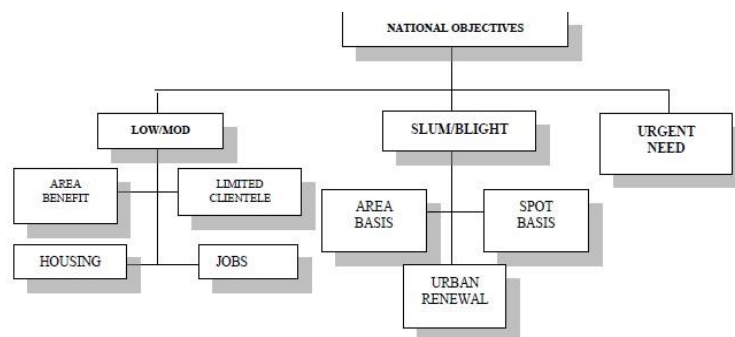 NATIONAL OBJECTIVES
LOW/MOD
SLUM/BLIGHT
URGENT
NEED
AREA
BENEFIT
LIMITED
CLIENTELE
HOUSING
JOBS
AREA
BASIS
SPOT
BASIS
URBAN
RENEWAL